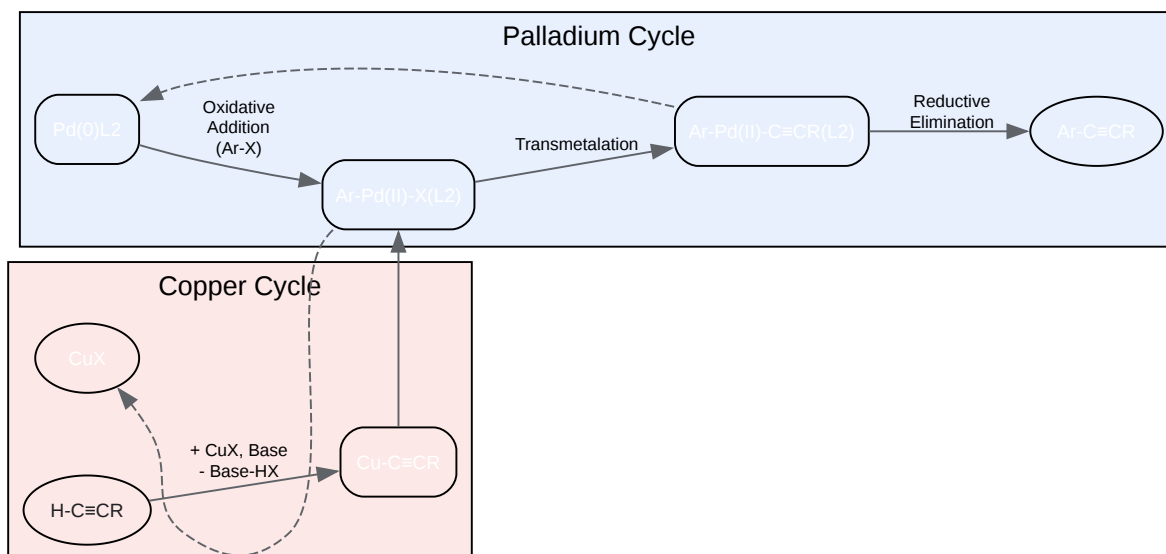 Palladium Cycle
Pd(0)L2
Oxidative
Addition
(Ar-X)
Ar-Pd(II)-X(L2)
Transmetalation
Ar-Pd(II)-C≡CR(L2)
Reductive
Elimination
Ar-C≡CR
Copper Cycle
CuX
H-C≡CR
+ CuX, Base
- Base-HX
Cu-C≡CR